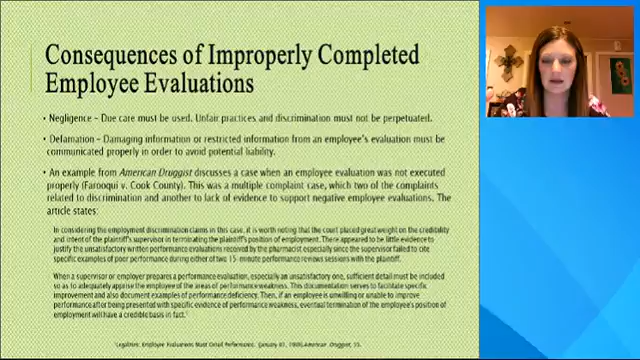 Consequences of Improperly Completed
Employee Evaluations
• Negligence – Due care must be used. Unfair practices and discrimination must not be perpetuated.
• Defamation – Damaging information or restricted information from an employee's evaluation must be
communicated properly in order to avoid potential liability.
• An example from American Druggist discusses a case when an employee evaluation was not executed
properly (Farooqui v. Cook County). This was a multiple complaint case, which two of the complaints
related to discrimination and another to lack of evidence to support negative employee evaluations. The
article states:
In considering the employment discrimination claims in this case, it is worth noting that the court placed great weight on the credibility
and intent of the plaintiff's supervisor in terminating the plaintiff's position of employment. There appeared to be little evidence to
justify the unsatisfactory written performance evaluations received by the pharmacist especially since the supervisor failed to cite
specific examples of poor performance during either of two 15-minute performance reviews sessions with the plaintiff.
When a supervisor or employer prepares a performance evaluation, especially an unsatisfactory one, sufficient detail must be included
so as to adequately apprise the employee of the areas of performance weakness. This documentation serves to facilitate specific
improvement and also document examples of performance deficiency. Then, if an employee is unwilling or unable to improve
performance after being presented with specific evidence of performance weakness, eventual termination of the employee's position of
employment will have a credible basis in fact.
Legalities: Employee Evaluations Must Detail Performance. (January 01, American Druggist,